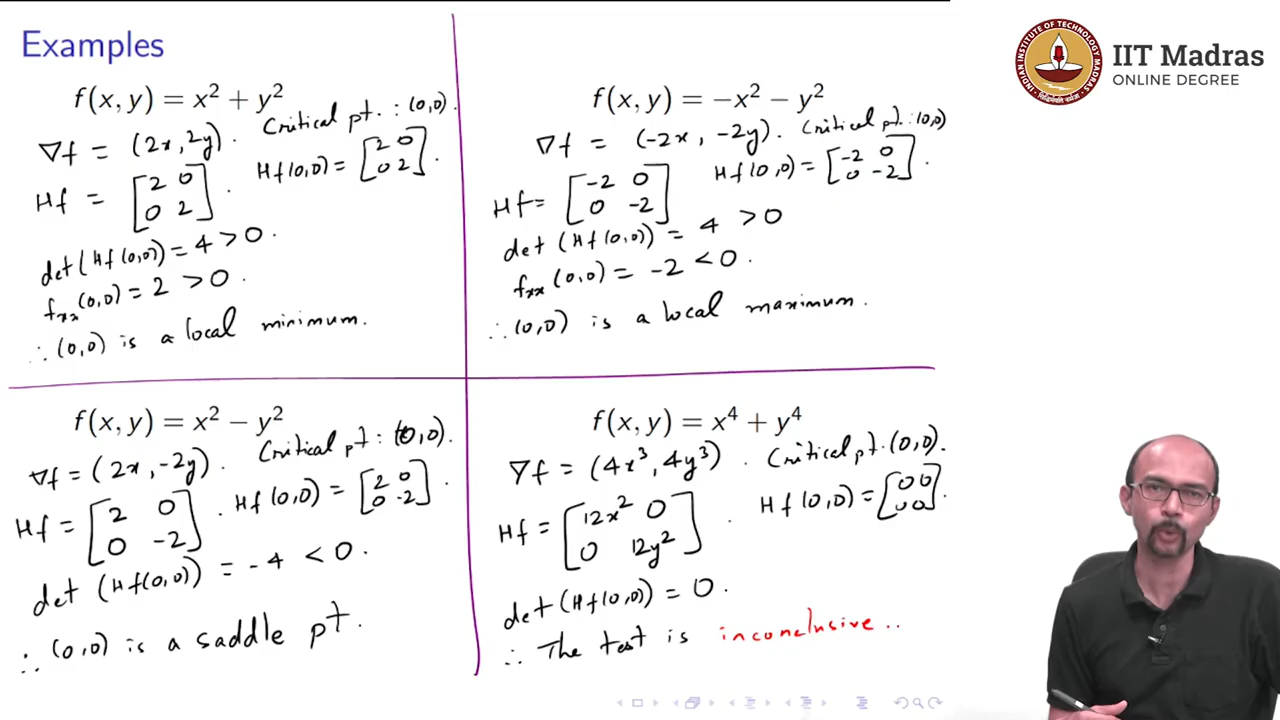 Examples
f(x, y) = x² + y²
∇f = (2x, 2y). Critical pt. : (0,0).
Hf = [2 0; 0 2]. Hf(0,0) = [2 0; 0 2].
det(Hf(0,0)) = 4 > 0.
fₓₓ(0,0) = 2 > 0.
∴ (0,0) is a local minimum.
f(x, y) = −x² − y²
∇f = (-2x, -2y). Critical pt. : (0,0)
Hf = [-2 0; 0 -2] Hf(0,0) = [-2 0; 0 -2].
det (Hf(0,0)) = 4 > 0
fₓₓ(0,0) = -2 < 0.
∴ (0,0) is a local maximum.
f(x, y) = x² − y²
∇f = (2x, -2y). Critical pt. : (0,0).
Hf = [2 0; 0 -2]. Hf(0,0) = [2 0; 0 -2].
det (Hf(0,0)) = -4 < 0.
∴ (0,0) is a saddle pt.
f(x, y) = x⁴ + y⁴
∇f = (4x³, 4y³). Critical pt. (0,0).
Hf = [12x² 0; 0 12y²]. Hf(0,0) = [0 0; 0 0].
det (Hf(0,0)) = 0.
∴ The test is inconclusive..
IIT Madras
ONLINE DEGREE
INDIAN INSTITUTE OF TECHNOLOGY MADRAS